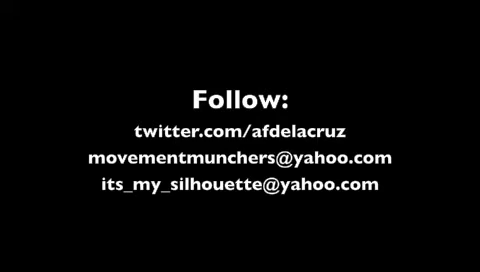 Follow:
twitter.com/afdelacruz
movementmunchers@yahoo.com
its_my_silhouette@yahoo.com